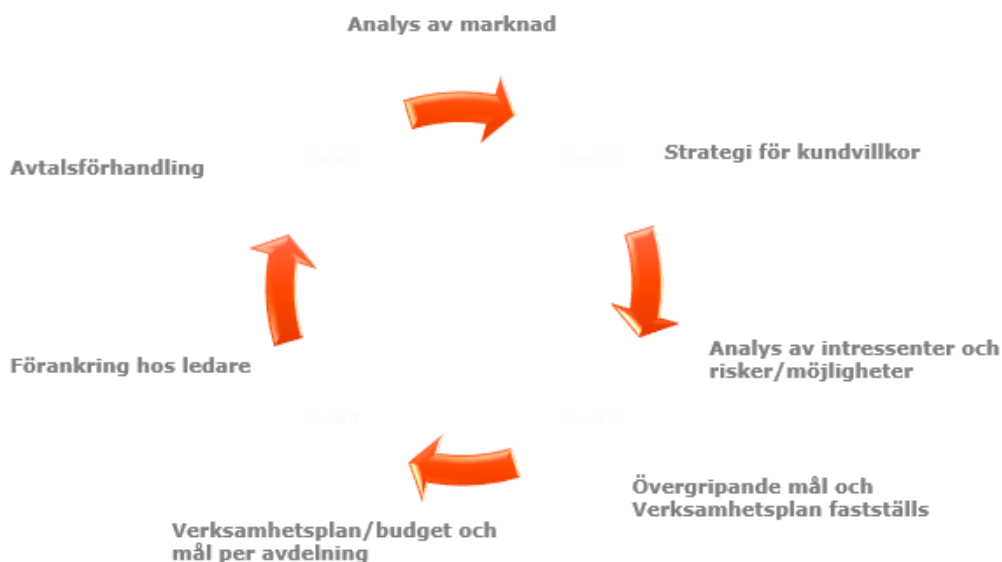 Analys av marknad
Strategi för kundvillkor
Analys av intressenter och
risker/möjligheter
Övergripande mål och
Verksamhetsplan fastställs
Verksamhetsplan/budget och
mål per avdelning
Förankring hos ledare
Avtalsförhandling